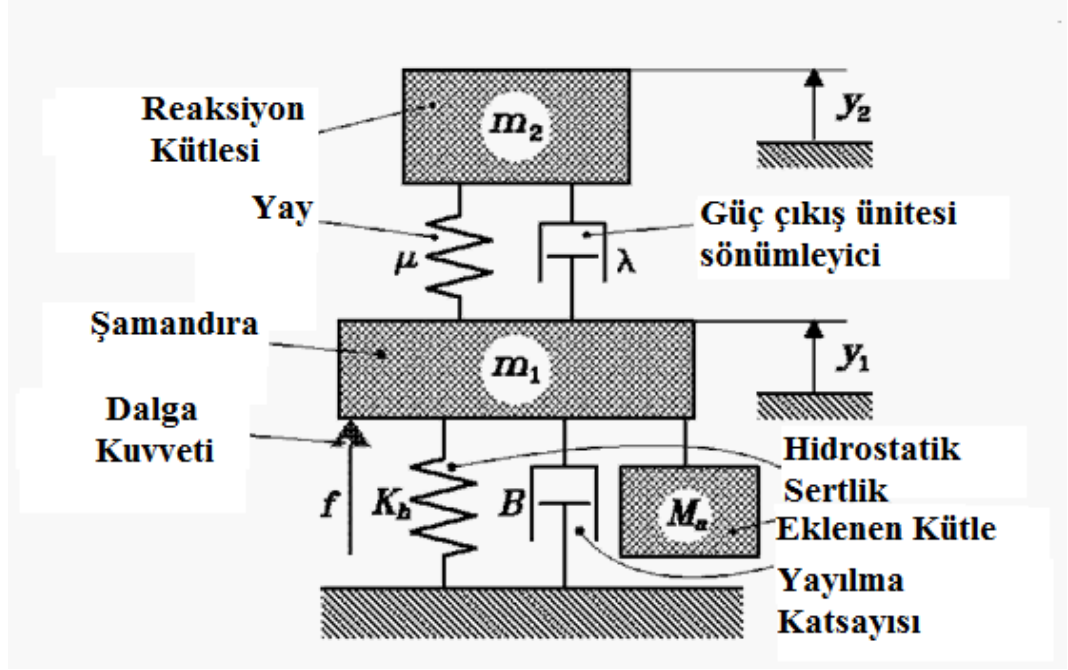 Reaksiyon
Kütlesi
m₂
y₂
Yay
μ
Güç çıkış ünitesi
sönümleyici
λ
Şamandıra
m₁
y₁
Dalga
Kuvveti
f
Kₕ
B
Mₐ
Hidrostatik
Sertlik
Eklenen Kütle
Yayılma
Katsayısı